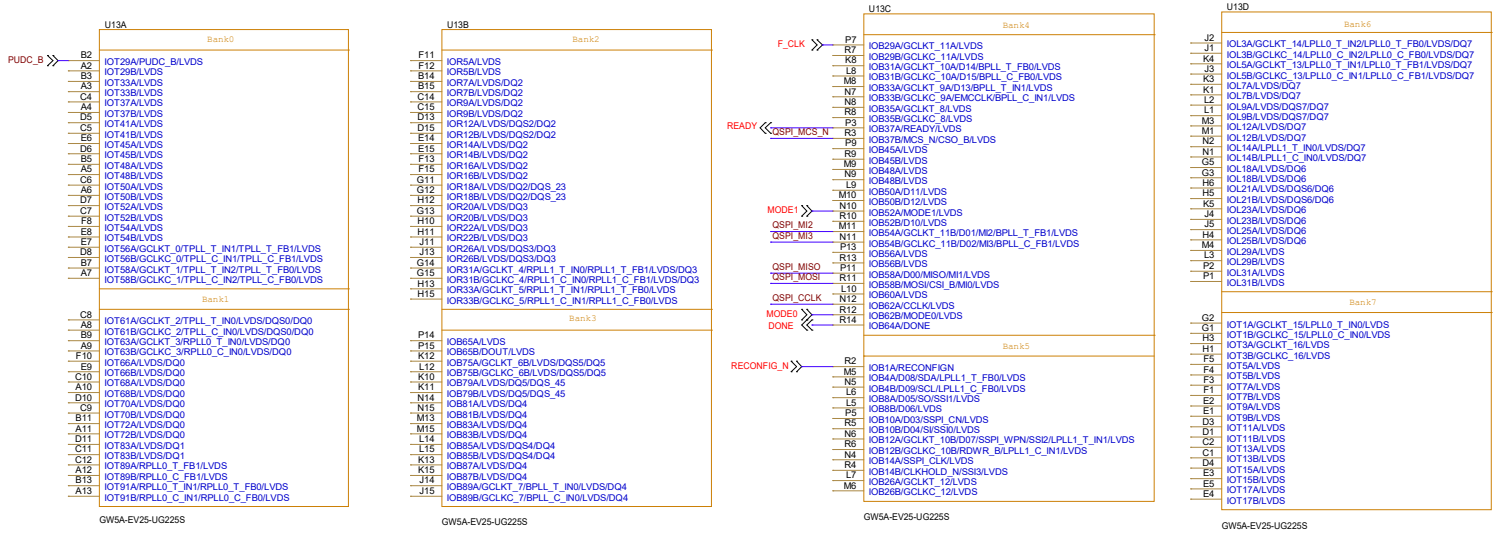 U13A
Bank0
PUDC_B B2 IOT29A/PUDC_B/LVDS
A2 IOT29B/LVDS
B3 IOT33A/LVDS
A3 IOT33B/LVDS
C4 IOT37A/LVDS
A4 IOT37B/LVDS
D5 IOT41A/LVDS
C5 IOT41B/LVDS
E6 IOT45A/LVDS
D6 IOT45B/LVDS
B5 IOT48A/LVDS
A5 IOT48B/LVDS
C6 IOT50A/LVDS
A6 IOT50B/LVDS
D7 IOT52A/LVDS
C7 IOT52B/LVDS
F8 IOT54A/LVDS
E8 IOT54B/LVDS
E7 IOT56A/GCLKT_0/TPLL_T_IN1/TPLL_T_FB1/LVDS
D8 IOT56B/GCLKC_0/TPLL_C_IN1/TPLL_C_FB1/LVDS
B7 IOT58A/GCLKT_1/TPLL_T_IN2/TPLL_T_FB0/LVDS
A7 IOT58B/GCLKC_1/TPLL_C_IN2/TPLL_C_FB0/LVDS
Bank1
C8 IOT61A/GCLKT_2/TPLL_T_IN0/LVDS/DQS0/DQ0
A8 IOT61B/GCLKC_2/TPLL_C_IN0/LVDS/DQS0/DQ0
B9 IOT63A/GCLKT_3/RPLL0_T_IN0/LVDS/DQ0
A9 IOT63B/GCLKC_3/RPLL0_C_IN0/LVDS/DQ0
F10 IOT66A/LVDS/DQ0
E9 IOT66B/LVDS/DQ0
C10 IOT68A/LVDS/DQ0
A10 IOT68B/LVDS/DQ0
D10 IOT70A/LVDS/DQ0
C9 IOT70B/LVDS/DQ0
B11 IOT72A/LVDS/DQ0
A11 IOT72B/LVDS/DQ0
D11 IOT83A/LVDS/DQ1
C11 IOT83B/LVDS/DQ1
C12 IOT89A/RPLL0_T_FB1/LVDS
A12 IOT89B/RPLL0_C_FB1/LVDS
B13 IOT91A/RPLL0_T_IN1/RPLL0_T_FB0/LVDS
A13 IOT91B/RPLL0_C_IN1/RPLL0_C_FB0/LVDS
GW5A-EV25-UG225S
U13B
Bank2
F11 IOR5A/LVDS
F12 IOR5B/LVDS
B14 IOR7A/LVDS/DQ2
B15 IOR7B/LVDS/DQ2
C14 IOR9A/LVDS/DQ2
C15 IOR9B/LVDS/DQ2
D13 IOR12A/LVDS/DQS2/DQ2
D15 IOR12B/LVDS/DQS2/DQ2
E14 IOR14A/LVDS/DQ2
E15 IOR14B/LVDS/DQ2
F13 IOR16A/LVDS/DQ2
F15 IOR16B/LVDS/DQ2
G11 IOR18A/LVDS/DQ2/DQS_23
G12 IOR18B/LVDS/DQ2/DQS_23
H12 IOR20A/LVDS/DQ3
G13 IOR20B/LVDS/DQ3
H10 IOR22A/LVDS/DQ3
H11 IOR22B/LVDS/DQ3
J11 IOR26A/LVDS/DQS3/DQ3
J13 IOR26B/LVDS/DQS3/DQ3
G14 IOR31A/GCLKT_4/RPLL1_T_IN0/RPLL1_T_FB1/LVDS/DQ3
G15 IOR31B/GCLKC_4/RPLL1_C_IN0/RPLL1_C_FB1/LVDS/DQ3
H13 IOR33A/GCLKT_5/RPLL1_T_IN1/RPLL1_T_FB0/LVDS
H15 IOR33B/GCLKC_5/RPLL1_C_IN1/RPLL1_C_FB0/LVDS
Bank3
P14 IOB65A/LVDS
P15 IOB65B/DOUT/LVDS
K12 IOB75A/GCLKT_6B/LVDS/DQS5/DQ5
L12 IOB75B/GCLKC_6B/LVDS/DQS5/DQ5
K10 IOB79A/LVDS/DQ5/DQS_45
K11 IOB79B/LVDS/DQ5/DQS_45
N14 IOB81A/LVDS/DQ4
N15 IOB81B/LVDS/DQ4
M13 IOB83A/LVDS/DQ4
M15 IOB83B/LVDS/DQ4
L14 IOB85A/LVDS/DQS4/DQ4
L15 IOB85B/LVDS/DQS4/DQ4
K13 IOB87A/LVDS/DQ4
K15 IOB87B/LVDS/DQ4
J14 IOB89A/GCLKT_7/BPLL_T_IN0/LVDS/DQ4
J15 IOB89B/GCLKC_7/BPLL_C_IN0/LVDS/DQ4
GW5A-EV25-UG225S
U13C
Bank4
F_CLK P7 IOB29A/GCLKT_11A/LVDS
R7 IOB29B/GCLKC_11A/LVDS
K8 IOB31A/GCLKT_10A/D14/BPLL_T_FB0/LVDS
L8 IOB31B/GCLKC_10A/D15/BPLL_C_FB0/LVDS
M8 IOB33A/GCLKT_9A/D13/BPLL_T_IN1/LVDS
N7 IOB33B/GCLKC_9A/EMCCLK/BPLL_C_IN1/LVDS
N8 IOB35A/GCLKT_8/LVDS
R8 IOB35B/GCLKC_8/LVDS
READY P3 IOB37A/READY/LVDS
QSPI_MCS_N R3 IOB37B/MCS_N/CSO_B/LVDS
P9 IOB45A/LVDS
R9 IOB45B/LVDS
M9 IOB48A/LVDS
N9 IOB48B/LVDS
L9 IOB50A/D11/LVDS
M10 IOB50B/D12/LVDS
MODE1 N10 IOB52A/MODE1/LVDS
R10 IOB52B/D10/LVDS
QSPI_MI2 M11 IOB54A/GCLKT_11B/D01/MI2/BPLL_T_FB1/LVDS
QSPI_MI3 N11 IOB54B/GCLKC_11B/D02/MI3/BPLL_C_FB1/LVDS
P13 IOB56A/LVDS
R13 IOB56B/LVDS
QSPI_MISO P11 IOB58A/D00/MISO/MI1/LVDS
QSPI_MOSI R11 IOB58B/MOSI/CSI_B/MI0/LVDS
L10 IOB60A/LVDS
QSPI_CCLK N12 IOB62A/CCLK/LVDS
MODE0 R12 IOB62B/MODE0/LVDS
DONE R14 IOB64A/DONE
Bank5
RECONFIG_N R2 IOB1A/RECONFIGN
M5 IOB4A/D08/SDA/LPLL1_T_FB0/LVDS
N5 IOB4B/D09/SCL/LPLL1_C_FB0/LVDS
L6 IOB8A/D05/SO/SSI1/LVDS
L5 IOB8B/D06/LVDS
P5 IOB10A/D03/SSPI_CN/LVDS
R5 IOB10B/D04/SI/SSI0/LVDS
N6 IOB12A/GCLKT_10B/D07/SSPI_WPN/SSI2/LPLL1_T_IN1/LVDS
R6 IOB12B/GCLKC_10B/RDWR_B/LPLL1_C_IN1/LVDS
N4 IOB14A/SSPI_CLK/LVDS
R4 IOB14B/CLKHOLD_N/SSI3/LVDS
L7 IOB26A/GCLKT_12/LVDS
M6 IOB26B/GCLKC_12/LVDS
GW5A-EV25-UG225S
U13D
Bank6
J2 IOL3A/GCLKT_14/LPLL0_T_IN2/LPLL0_T_FB0/LVDS/DQ7
J1 IOL3B/GCLKC_14/LPLL0_C_IN2/LPLL0_C_FB0/LVDS/DQ7
K4 IOL5A/GCLKT_13/LPLL0_T_IN1/LPLL0_T_FB1/LVDS/DQ7
J3 IOL5B/GCLKC_13/LPLL0_C_IN1/LPLL0_C_FB1/LVDS/DQ7
K3 IOL7A/LVDS/DQ7
K1 IOL7B/LVDS/DQ7
L2 IOL9A/LVDS/DQS7/DQ7
L1 IOL9B/LVDS/DQS7/DQ7
M3 IOL12A/LVDS/DQ7
M1 IOL12B/LVDS/DQ7
N2 IOL14A/LPLL1_T_IN0/LVDS/DQ7
N1 IOL14B/LPLL1_C_IN0/LVDS/DQ7
G5 IOL18A/LVDS/DQ6
G3 IOL18B/LVDS/DQ6
H6 IOL21A/LVDS/DQS6/DQ6
H5 IOL21B/LVDS/DQS6/DQ6
K5 IOL23A/LVDS/DQ6
J4 IOL23B/LVDS/DQ6
J5 IOL25A/LVDS/DQ6
H4 IOL25B/LVDS/DQ6
M4 IOL29A/LVDS
L3 IOL29B/LVDS
P2 IOL31A/LVDS
P1 IOL31B/LVDS
Bank7
G2 IOT1A/GCLKT_15/LPLL0_T_IN0/LVDS
G1 IOT1B/GCLKC_15/LPLL0_C_IN0/LVDS
H3 IOT3A/GCLKT_16/LVDS
H1 IOT3B/GCLKC_16/LVDS
F5 IOT5A/LVDS
F4 IOT5B/LVDS
F3 IOT7A/LVDS
F1 IOT7B/LVDS
E2 IOT9A/LVDS
E1 IOT9B/LVDS
D3 IOT11A/LVDS
D1 IOT11B/LVDS
C2 IOT13A/LVDS
C1 IOT13B/LVDS
D4 IOT15A/LVDS
E3 IOT15B/LVDS
E5 IOT17A/LVDS
E4 IOT17B/LVDS
GW5A-EV25-UG225S